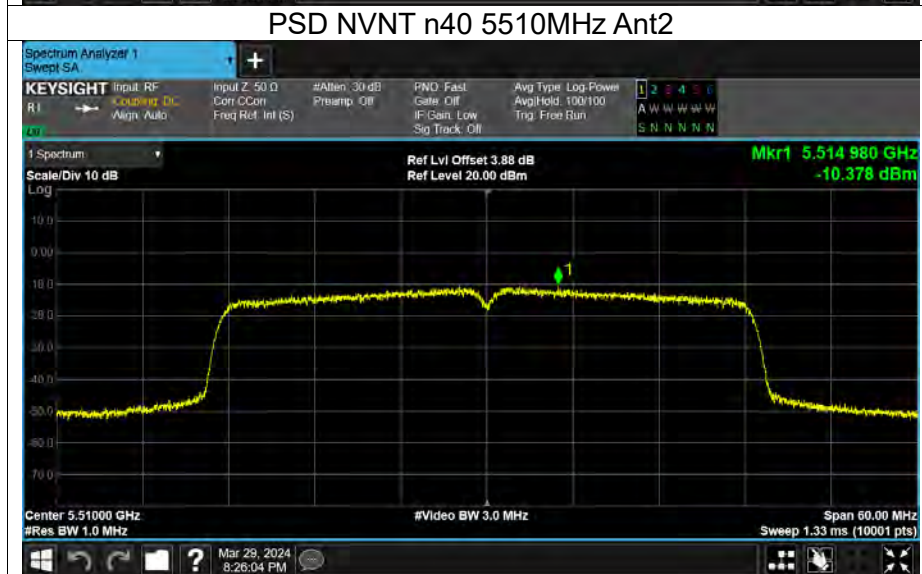 PSD NVNT n40 5510MHz Ant2
Spectrum Analyzer 1
Swept SA
+
KEYSIGHT Input: RF
Coupling: DC
Align: Auto
Input Z: 50 Ω
Corr CCorr
Freq Ref: Int (S)
#Atten: 30 dB
Preamp: Off
PNO: Fast
Gate: Off
IF Gain: Low
Sig Track: Off
Avg Type: Log-Power
Avg|Hold: 100/100
Trig: Free Run
1 2 3 4 5 6
A W W W W W
S N N N N N
1 Spectrum
Scale/Div 10 dB
Log
Ref Lvl Offset 3.88 dB
Ref Level 20.00 dBm
Mkr1 5.514 980 GHz
-10.378 dBm
10.0
0.00
-10.0
-20.0
-30.0
-40.0
-50.0
-60.0
-70.0
1
Center 5.51000 GHz
#Res BW 1.0 MHz
#Video BW 3.0 MHz
Span 60.00 MHz
Sweep 1.33 ms (10001 pts)
?
Mar 29, 2024
8:26:04 PM